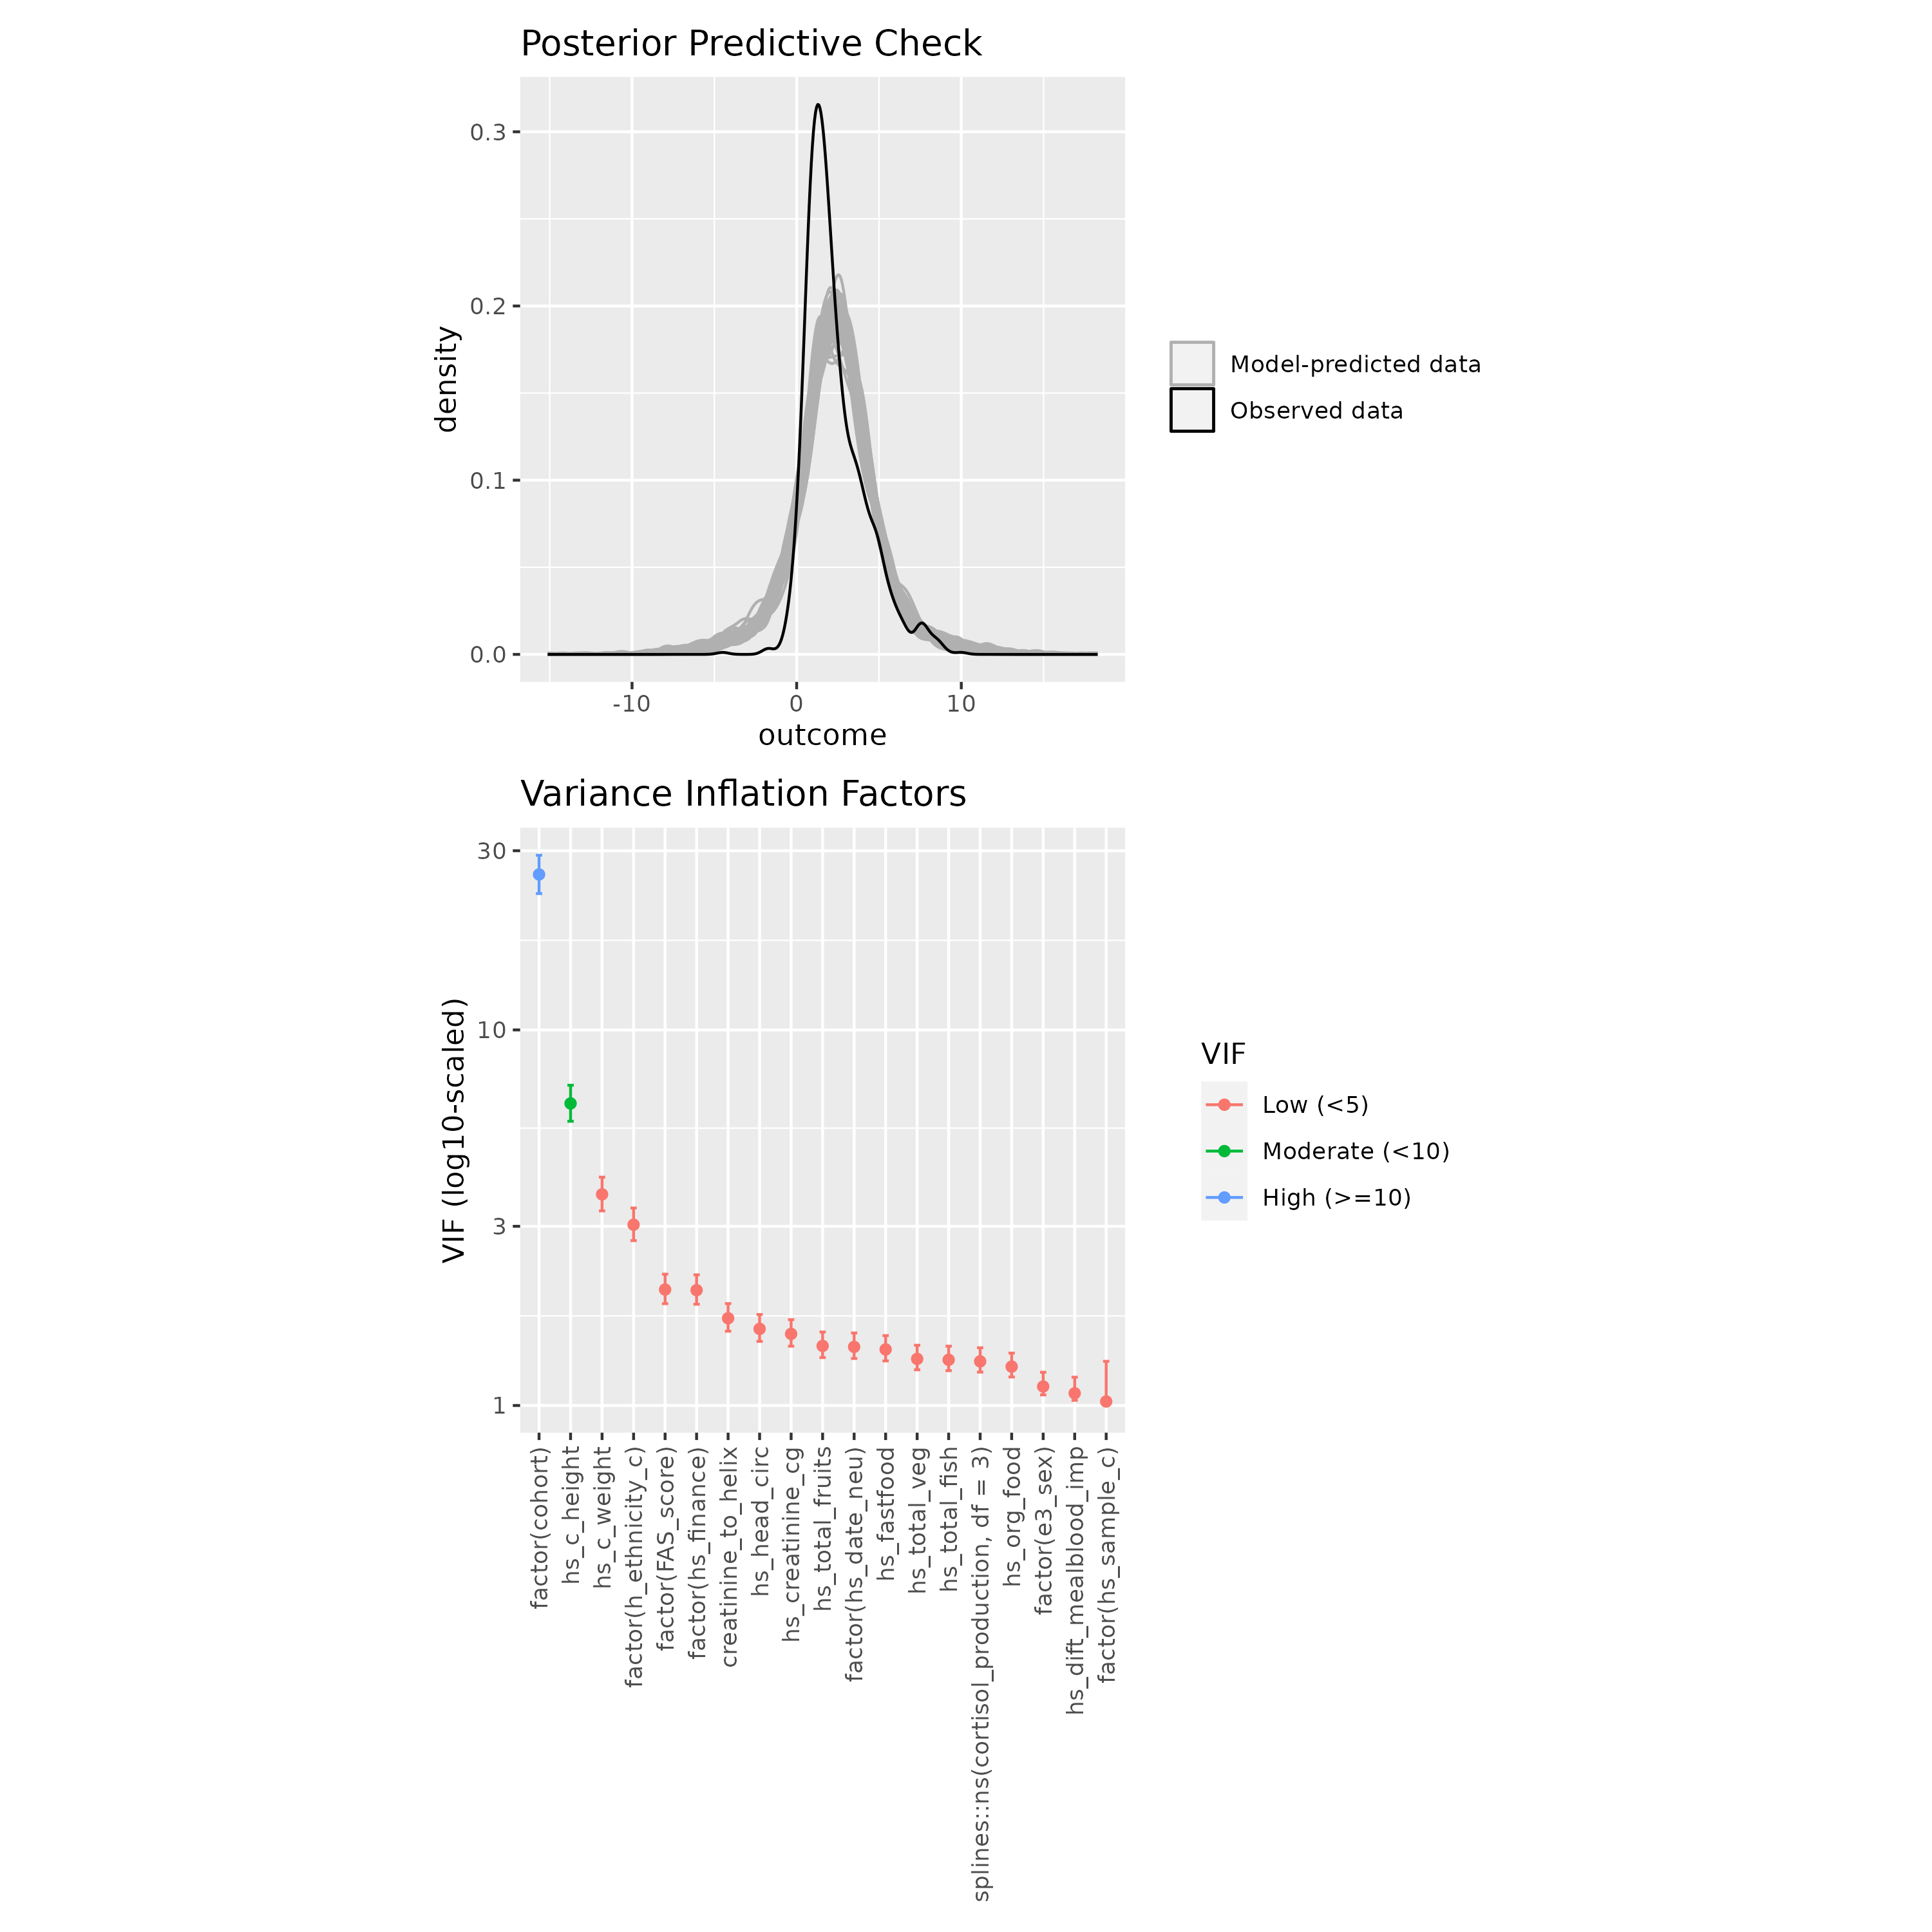 Posterior Predictive Check
density
0.3
0.2
0.1
0.0
-10
0
10
outcome
Model-predicted data
Observed data
Variance Inflation Factors
VIF (log10-scaled)
30
10
3
1
factor(cohort)
hs_c_height
hs_c_weight
factor(h_ethnicity_c)
factor(FAS_score)
factor(hs_finance)
creatinine_to_helix
hs_head_circ
hs_creatinine_cg
hs_total_fruits
factor(hs_date_neu)
hs_fastfood
hs_total_veg
hs_total_fish
splines::ns(cortisol_production, df = 3)
hs_org_food
factor(e3_sex)
hs_dift_mealblood_imp
factor(hs_sample_c)
VIF
Low (<5)
Moderate (<10)
High (>=10)